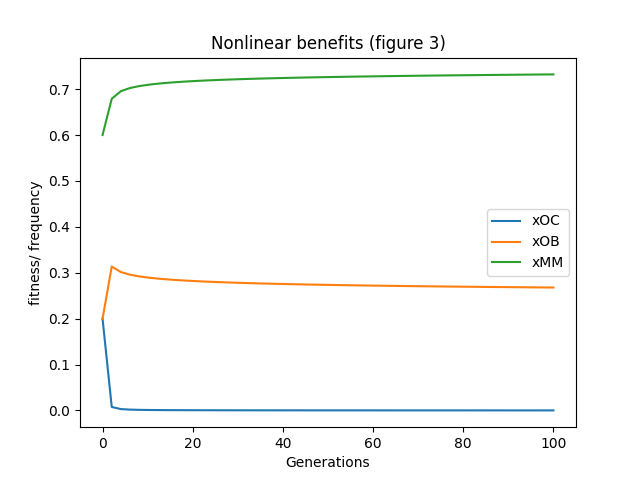 Nonlinear benefits (figure 3)
fitness/ frequency
0.7
0.6
0.5
0.4
0.3
0.2
0.1
0.0
xOC
xOB
xMM
0 20 40 60 80 100
Generations